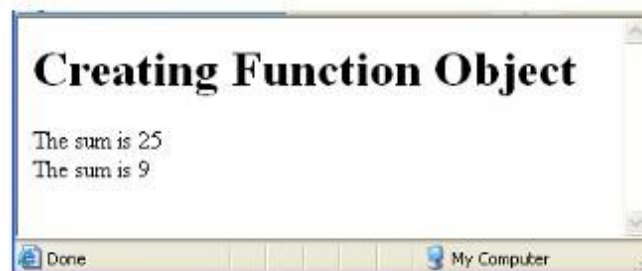 Creating Function Object
The sum is 25
The sum is 9
Done
My Computer